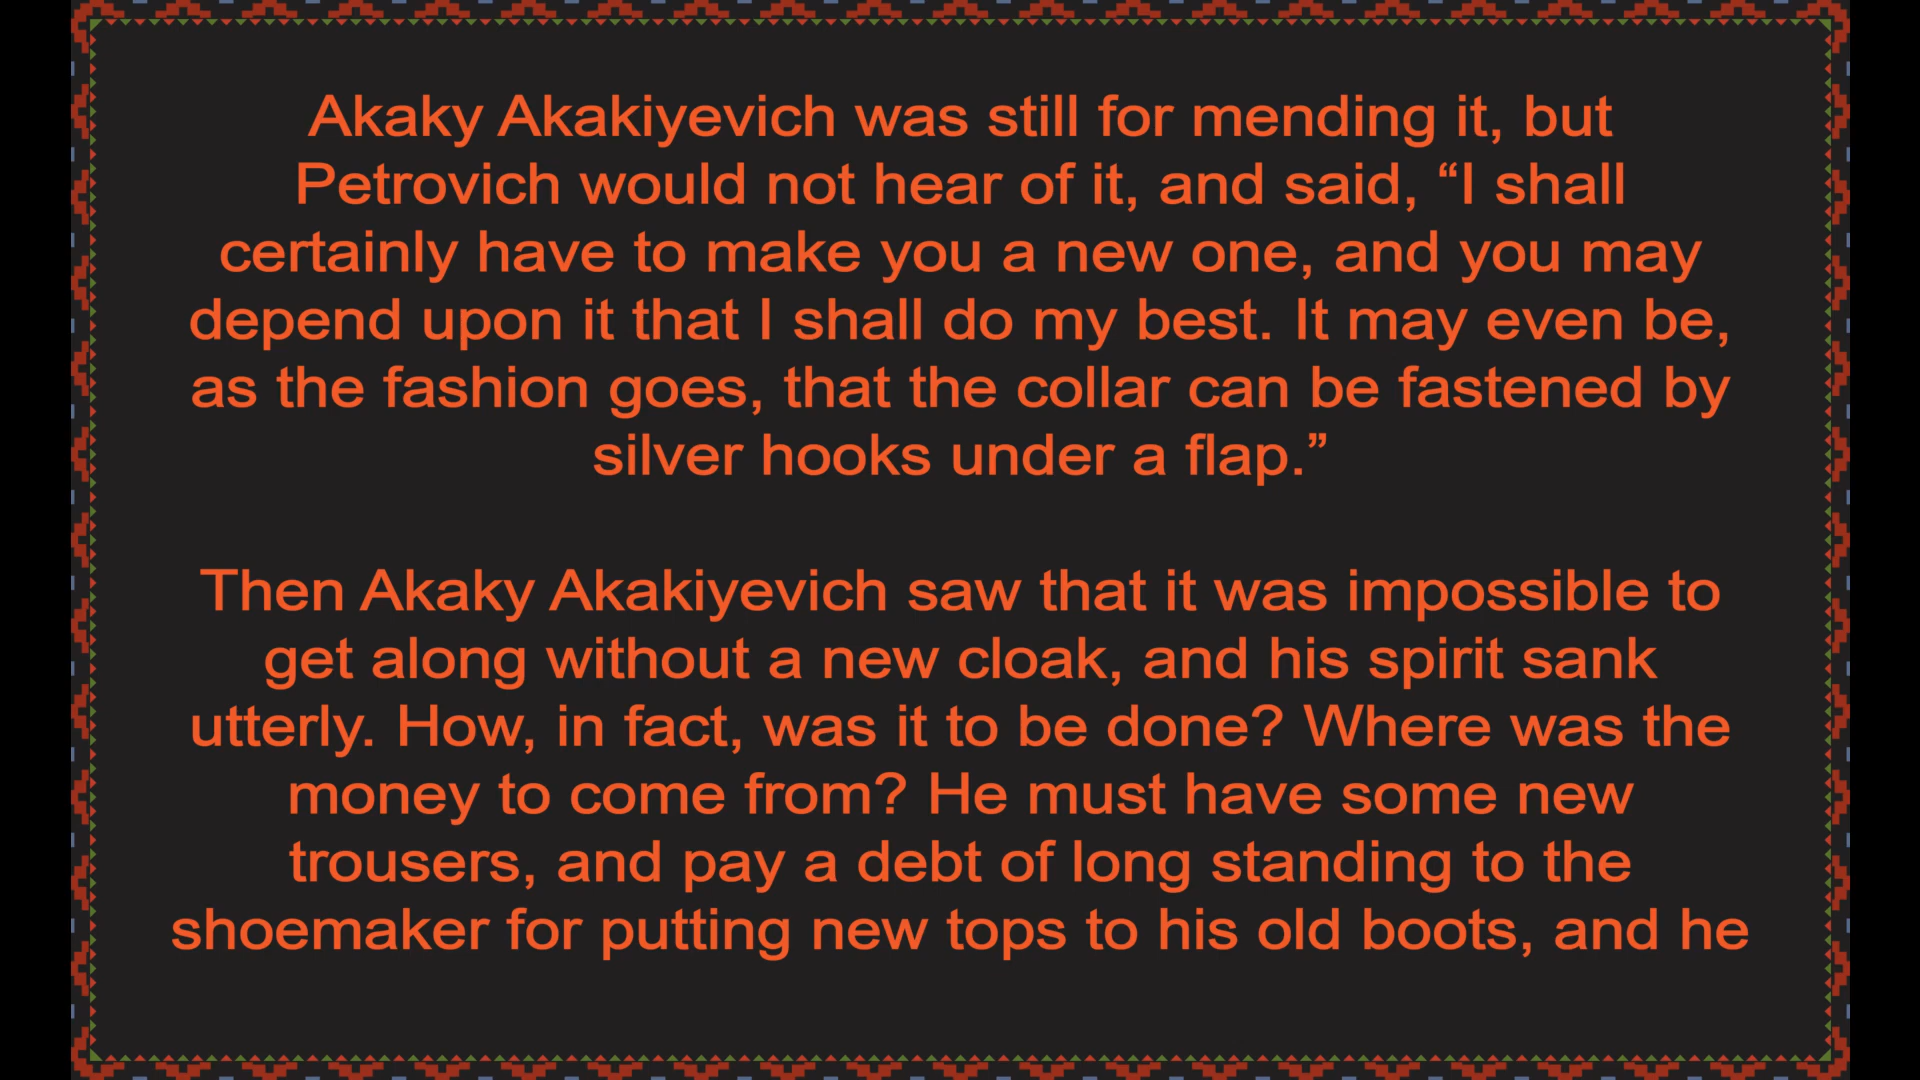 Akaky Akakiyevich was still for mending it, but
Petrovich would not hear of it, and said, “I shall
certainly have to make you a new one, and you may
depend upon it that I shall do my best. It may even be,
as the fashion goes, that the collar can be fastened by
silver hooks under a flap.”
Then Akaky Akakiyevich saw that it was impossible to
get along without a new cloak, and his spirit sank
utterly. How, in fact, was it to be done? Where was the
money to come from? He must have some new
trousers, and pay a debt of long standing to the
shoemaker for putting new tops to his old boots, and he